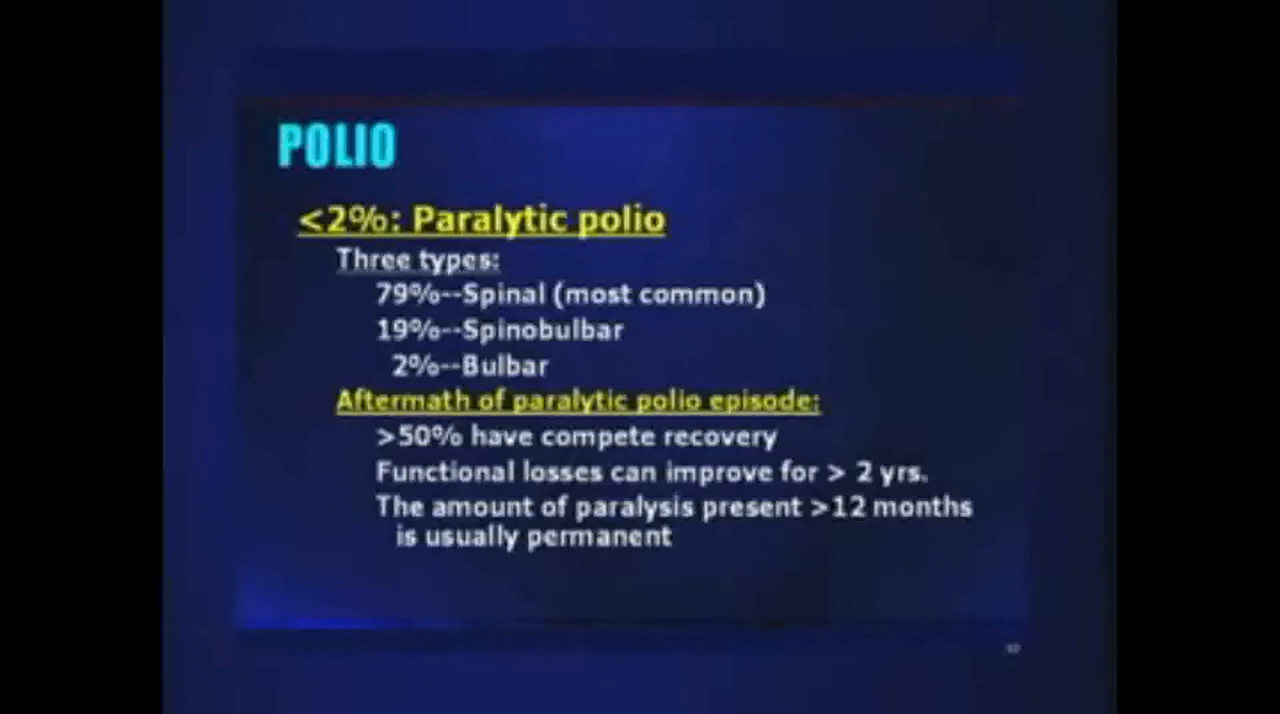 POLIO
<2%: Paralytic polio
Three types:
79%--Spinal (most common)
19%--Spinobulbar
2%--Bulbar
Aftermath of paralytic polio episode:
>50% have compete recovery
Functional losses can improve for > 2 yrs.
The amount of paralysis present >12 months
is usually permanent